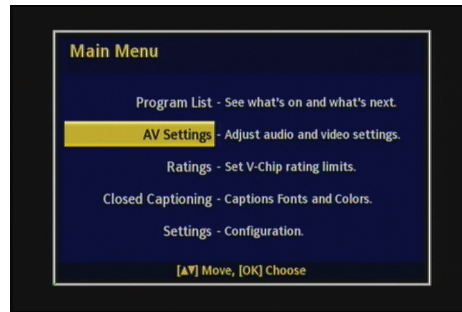 Main Menu
Program List - See what's on and what's next.
AV Settings - Adjust audio and video settings.
Ratings - Set V-Chip rating limits.
Closed Captioning - Captions Fonts and Colors.
Settings - Configuration.
[▲▼] Move, [OK] Choose